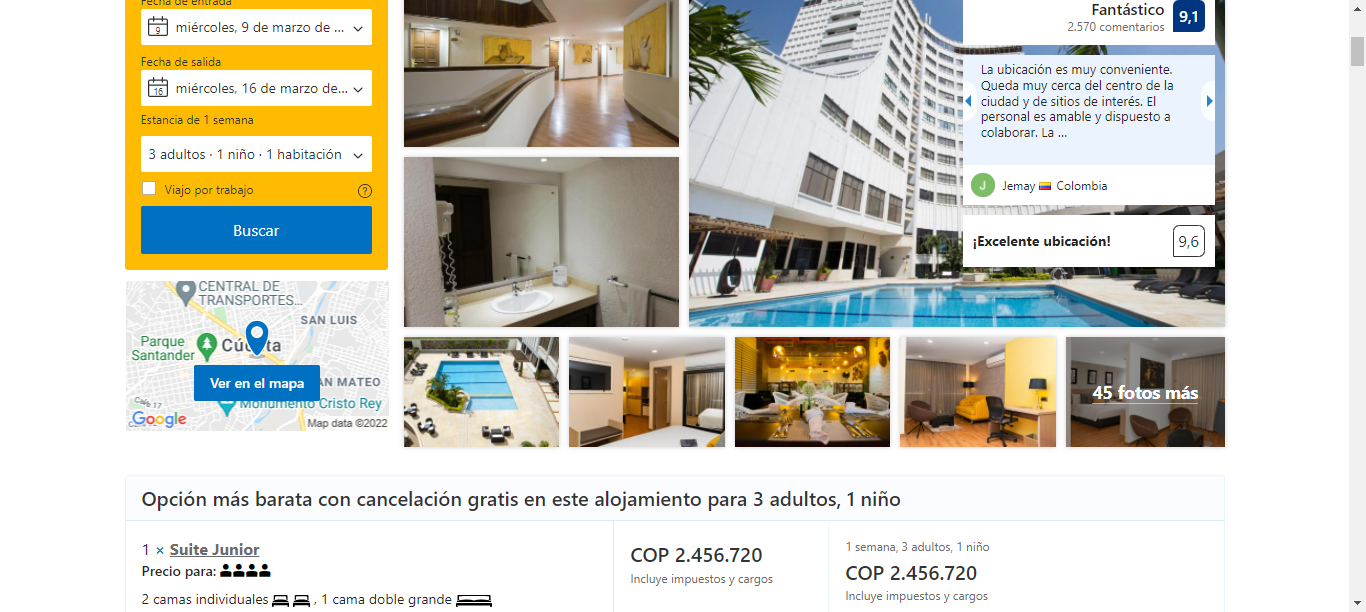 Fecha de entrada
9
miércoles, 9 de marzo de ...
Fecha de salida
16
miércoles, 16 de marzo de...
Estancia de 1 semana
3 adultos · 1 niño · 1 habitación
Viajo por trabajo
?
Buscar
CENTRAL DE
TRANSPORTES...
SAN LUIS
Parque
Santander
Ver en el mapa
MATEO
Calle 17
Monumento Cristo Rey
Google
Map data ©2022
Fantástico
9,1
2.570 comentarios
La ubicación es muy conveniente.
Queda muy cerca del centro de la
ciudad y de sitios de interés. El
personal es amable y dispuesto a
colaborar. La ...
J
Jemay Colombia
¡Excelente ubicación!
9,6
45 fotos más
Opción más barata con cancelación gratis en este alojamiento para 3 adultos, 1 niño
1 × Suite Junior
Precio para:
2 camas individuales , 1 cama doble grande
COP 2.456.720
Incluye impuestos y cargos
1 semana, 3 adultos, 1 niño
COP 2.456.720
Incluye impuestos y cargos